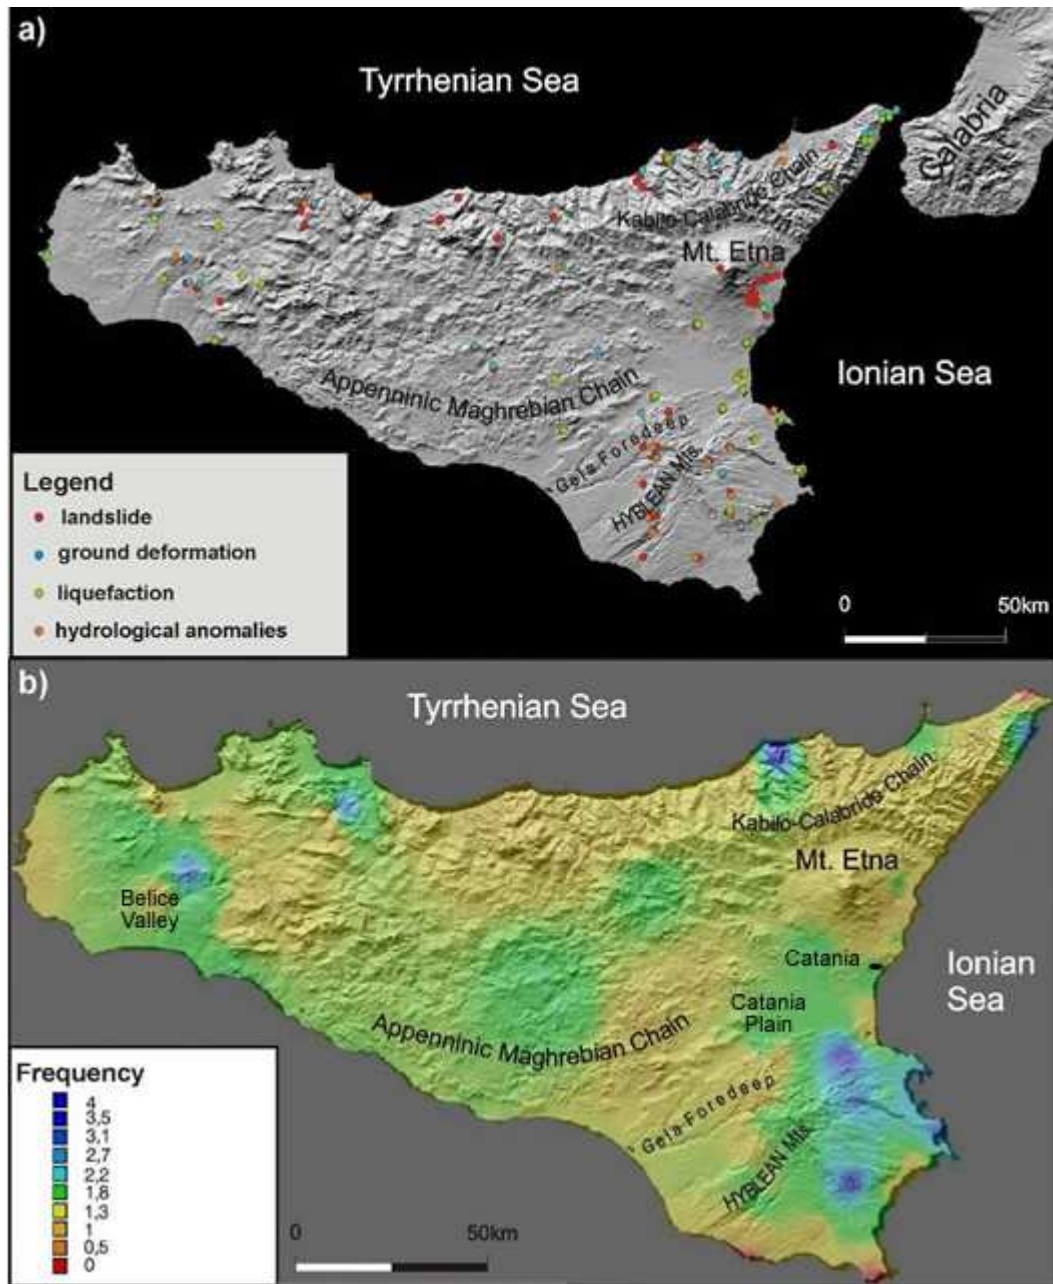 a)
Tyrrhenian Sea
Calabria
Kabilo-Calabride Chain
Mt. Etna
Ionian Sea
Appenninic Maghrebian Chain
Gela Foredeep
HYBLEAN Mts.
Legend
landslide
ground deformation
liquefaction
hydrological anomalies
0 50km
b)
Tyrrhenian Sea
Kabilo-Calabride Chain
Mt. Etna
Belice
Valley
Catania
Ionian
Sea
Catania
Plain
Appenninic Maghrebian Chain
Gela Foredeep
HYBLEAN Mts.
Frequency
4
3,5
3,1
2,7
2,2
1,8
1,3
1
0,5
0
0 50km